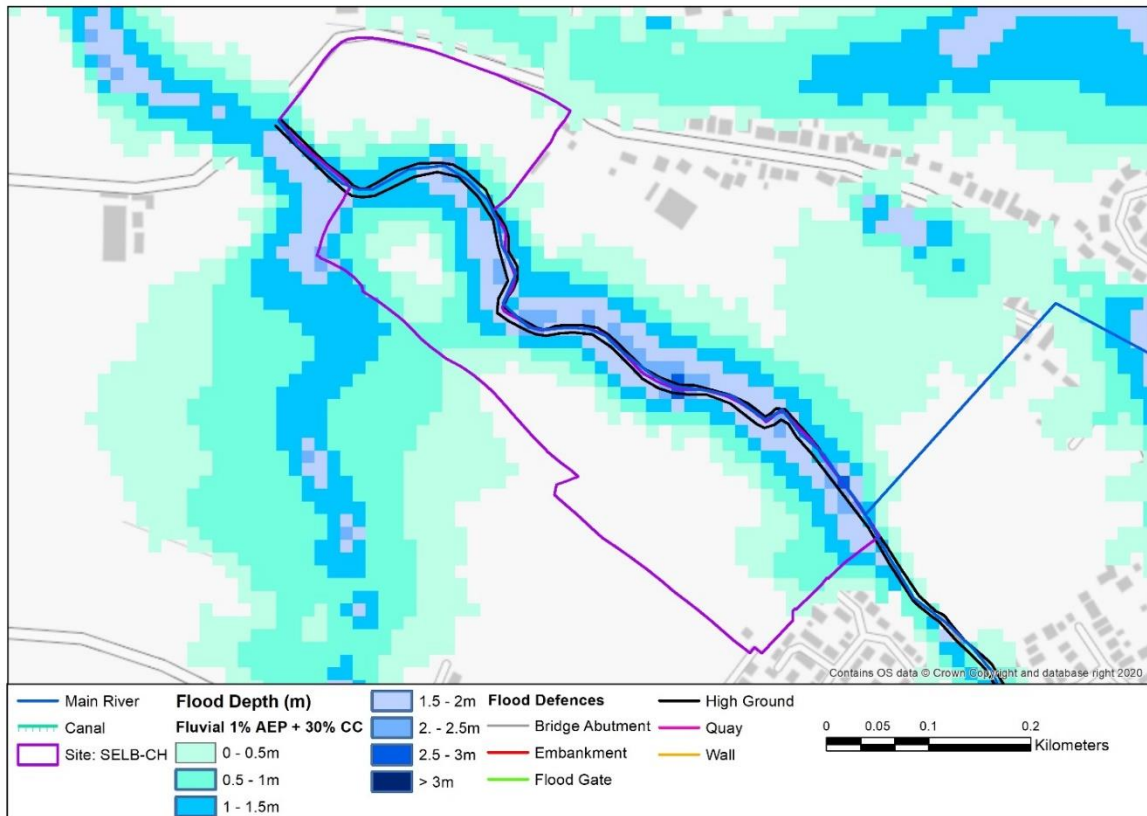 Contains OS data © Crown Copyright and database right 2020
Main River
Canal
Site: SELB-CH
Flood Depth (m)
Fluvial 1% AEP + 30% CC
0 - 0.5m
0.5 - 1m
1 - 1.5m
1.5 - 2m
2. - 2.5m
2.5 - 3m
> 3m
Flood Defences
Bridge Abutment
Embankment
Flood Gate
High Ground
Quay
Wall
0 0.05 0.1 0.2
Kilometers